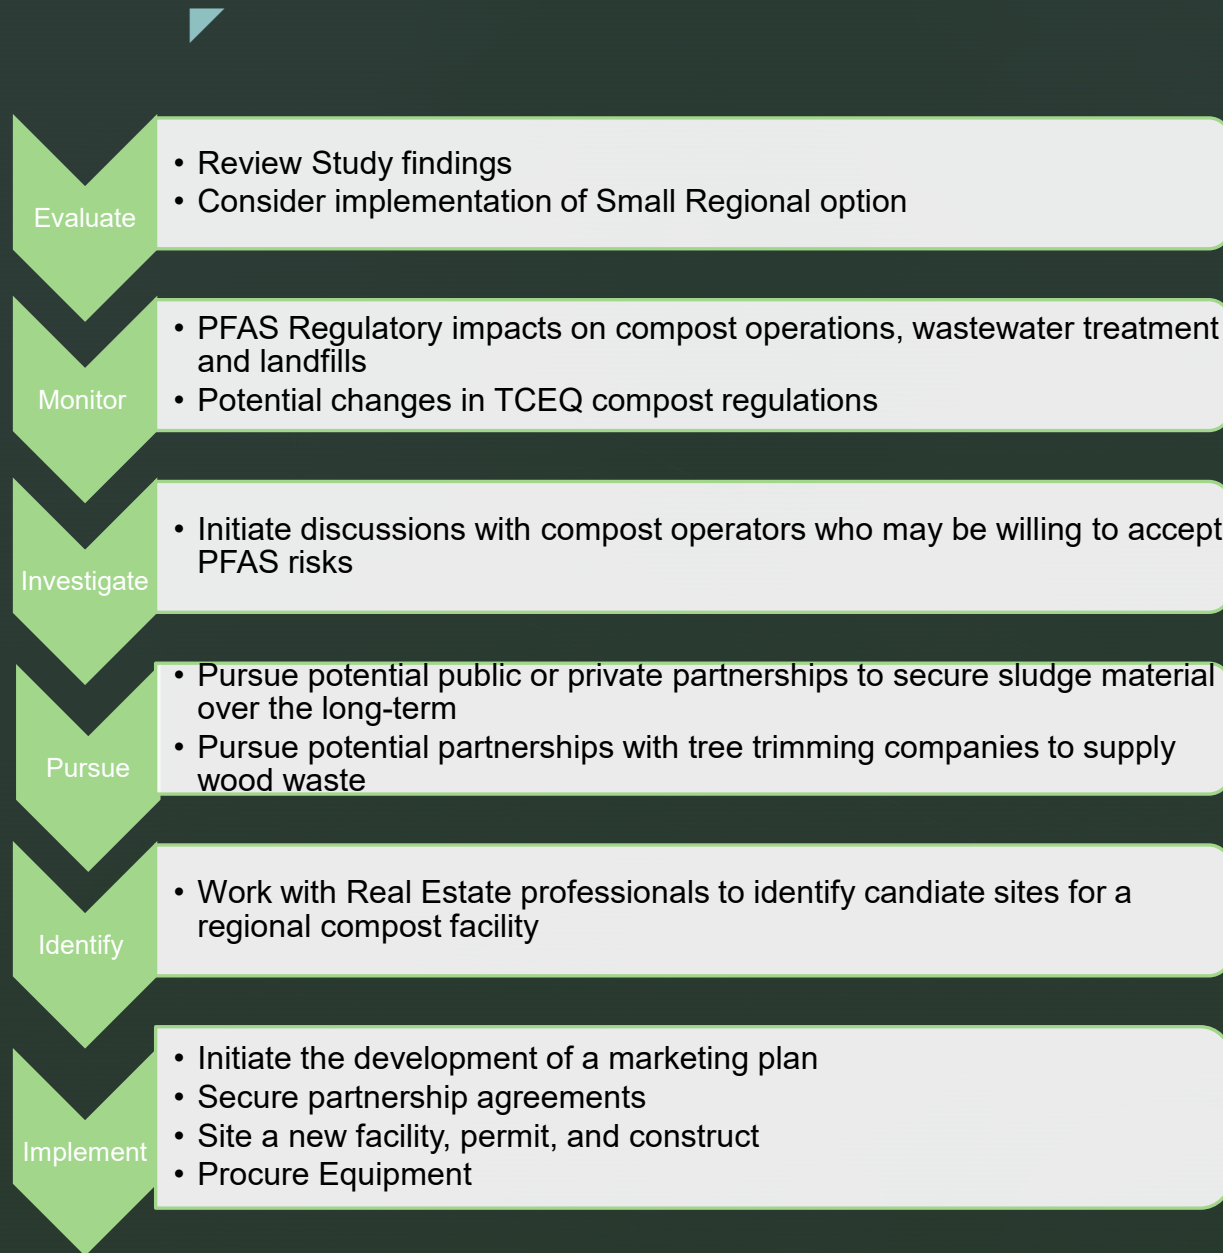 Evaluate
• Review Study findings
• Consider implementation of Small Regional option
Monitor
• PFAS Regulatory impacts on compost operations, wastewater treatment
and landfills
• Potential changes in TCEQ compost regulations
Investigate
• Initiate discussions with compost operators who may be willing to accept
PFAS risks
Pursue
• Pursue potential public or private partnerships to secure sludge material
over the long-term
• Pursue potential partnerships with tree trimming companies to supply
wood waste
Identify
• Work with Real Estate professionals to identify candiate sites for a
regional compost facility
Implement
• Initiate the development of a marketing plan
• Secure partnership agreements
• Site a new facility, permit, and construct
• Procure Equipment